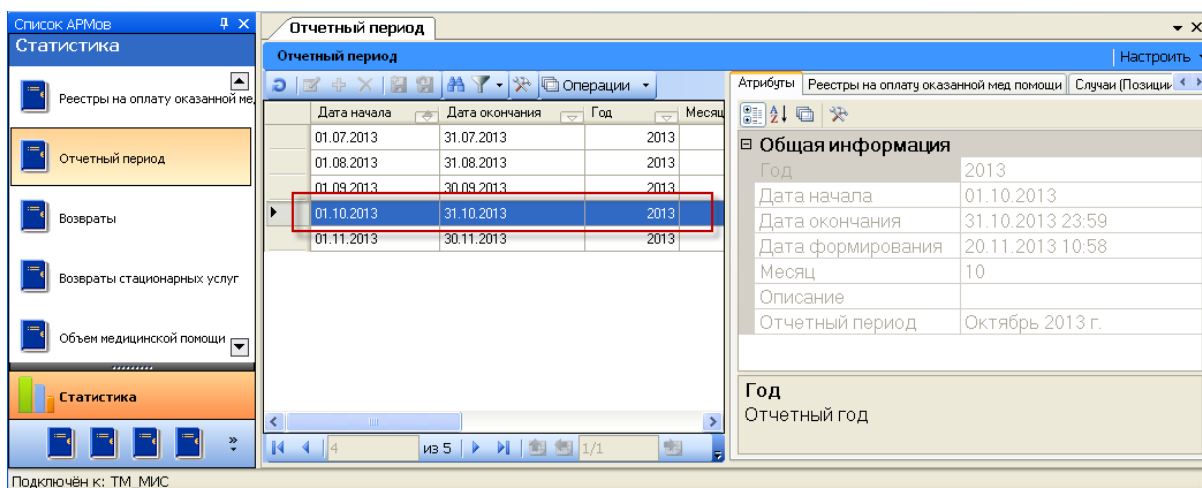 Список АРМов
Отчетный период
Статистика
Отчетный период
Настроить
Реестры на оплату оказанной ме,
Отчетный период
Возвраты
Возвраты стационарных услуг
Объем медицинской помощи
Статистика
Операции
Дата начала Дата окончания Год Месяц
01.07.2013 31.07.2013 2013
01.08.2013 31.08.2013 2013
01.09.2013 30.09.2013 2013
01.10.2013 31.10.2013 2013
01.11.2013 30.11.2013 2013
4 из 5 1/1
Атрибуты Реестры на оплату оказанной мед помощи Случаи (Позиции
Общая информация
Год 2013
Дата начала 01.10.2013
Дата окончания 31.10.2013 23:59
Дата формирования 20.11.2013 10:58
Месяц 10
Описание
Отчетный период Октябрь 2013 г.
Год
Отчетный год
Подключён к: ТМ МИС